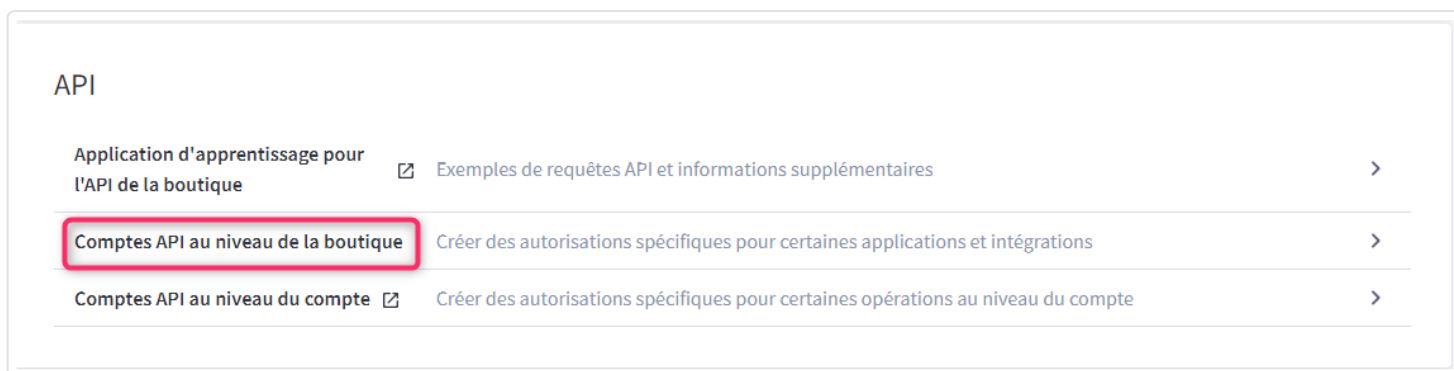 API
Application d'apprentissage pour
l'API de la boutique
Exemples de requêtes API et informations supplémentaires
Comptes API au niveau de la boutique
Créer des autorisations spécifiques pour certaines applications et intégrations
Comptes API au niveau du compte
Créer des autorisations spécifiques pour certaines opérations au niveau du compte